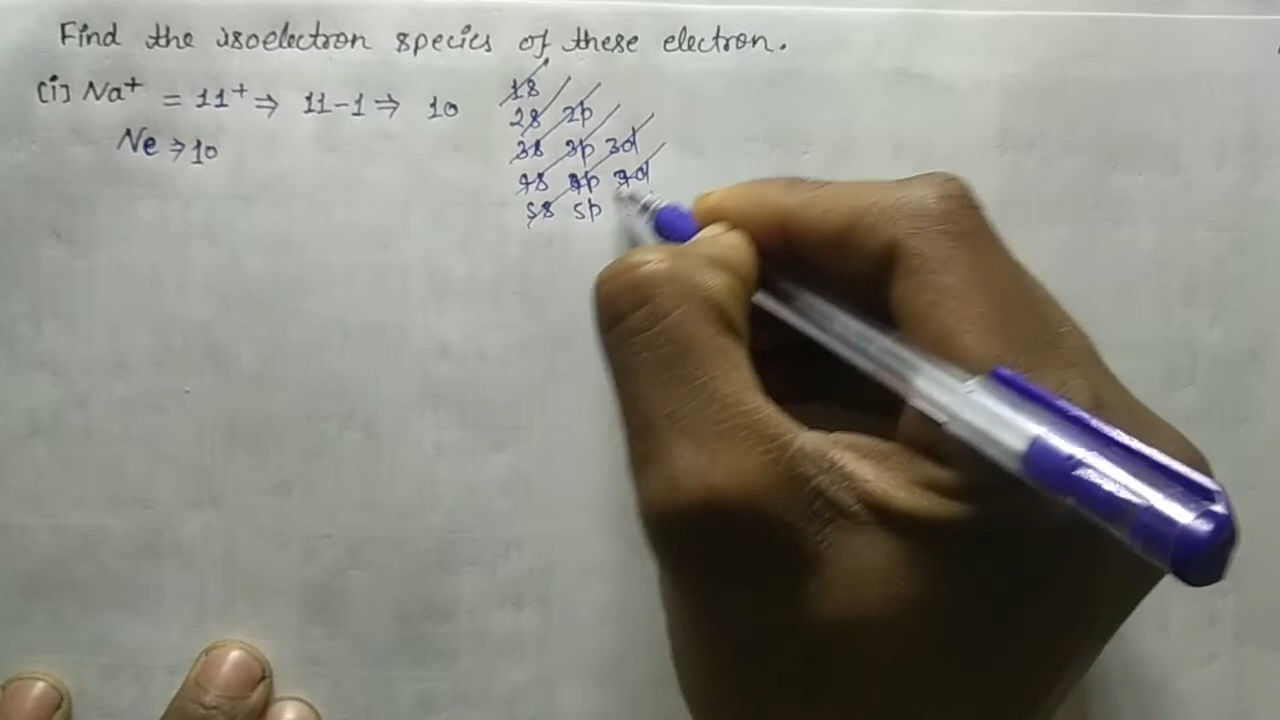 Find the isoelectron species of these electron.
(i) Na⁺ = 11⁺ ⇒ 11-1 ⇒ 10
Ne ⇒ 10
1s
2s 2p
3s 3p 3d
4s 4p 4d
5s 5p